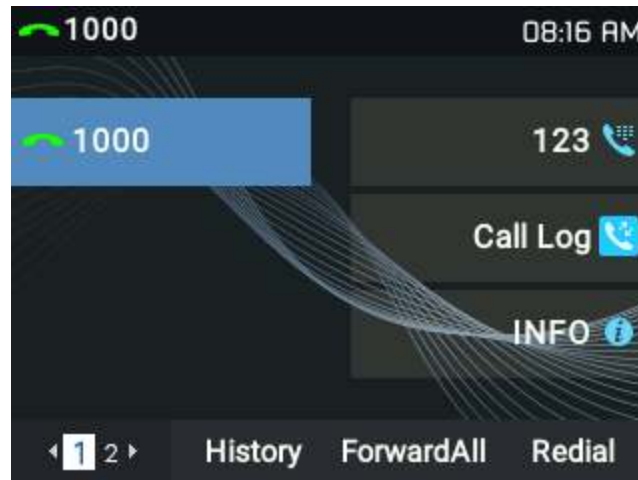 1000 08:16 AM
1000 123
Call Log
INFO
1 2 History ForwardAll Redial